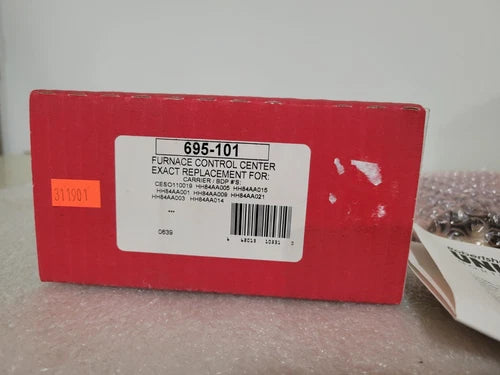 695-101
FURNACE CONTROL CENTER
EXACT REPLACEMENT FOR:
CARRIER / BDP #'S:
CESO110019 HH84AA005 HH84AA015
HH84AA001 HH84AA009 HH84AA021
HH84AA003 HH84AA014
***
0639
311901